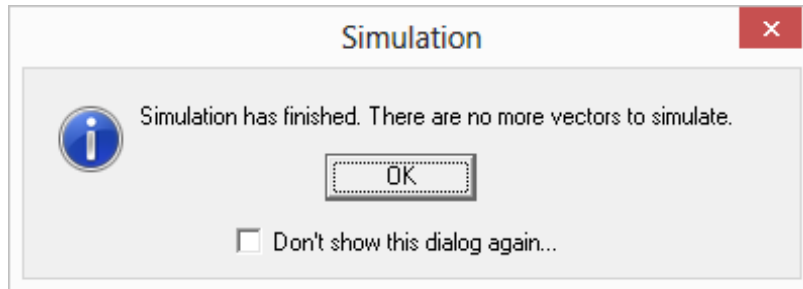 Simulation
Simulation has finished. There are no more vectors to simulate.
OK
Don't show this dialog again...